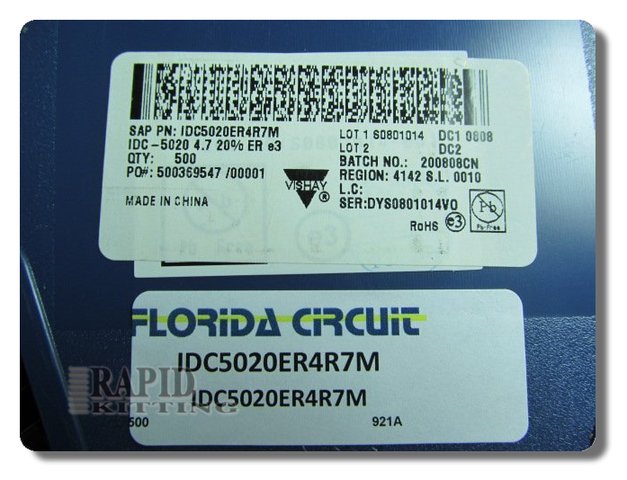 SAP PN: IDC5020ER4R7M
IDC-5020 4.7 20% ER e3
QTY: 500
PO#: 500369547 /00001
MADE IN CHINA
VISHAY
®
LOT 1 S0801014 DC1 0808
LOT 2 DC2
BATCH NO.: 200808CN
REGION: 4142 S.L. 0010
L.C:
SER:DYS0801014VO
RoHS e3 Pb
Pb-Free
e3
FLORIDA CIRCUIT
IDC5020ER4R7M
IDC5020ER4R7M
500 921A
RAPID
KITTING